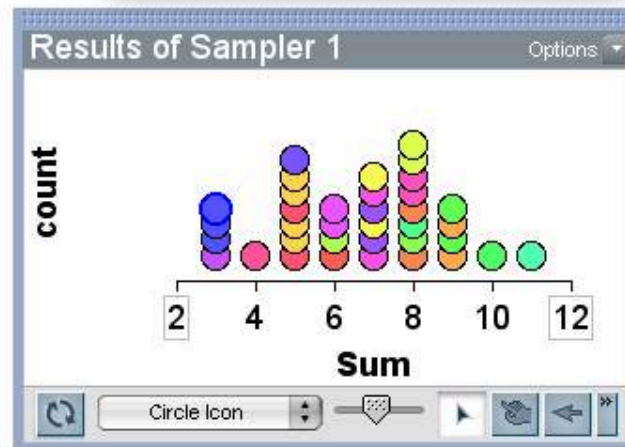 Results of Sampler 1
Options
count
2 4 6 8 10 12
Sum
Circle Icon
»